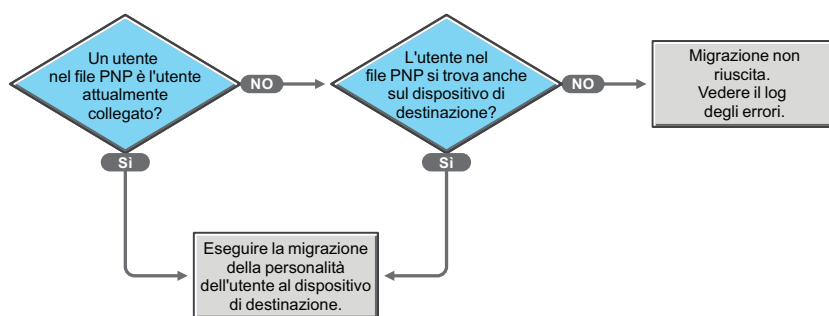 Un utente
nel file PNP è l'utente
attualmente
collegato?
NO
L'utente nel
file PNP si trova anche
sul dispositivo di
destinazione?
NO
Migrazione non
riuscita.
Vedere il log
degli errori.
Sì
Sì
Eseguire la migrazione
della personalità
dell'utente al dispositivo
di destinazione.